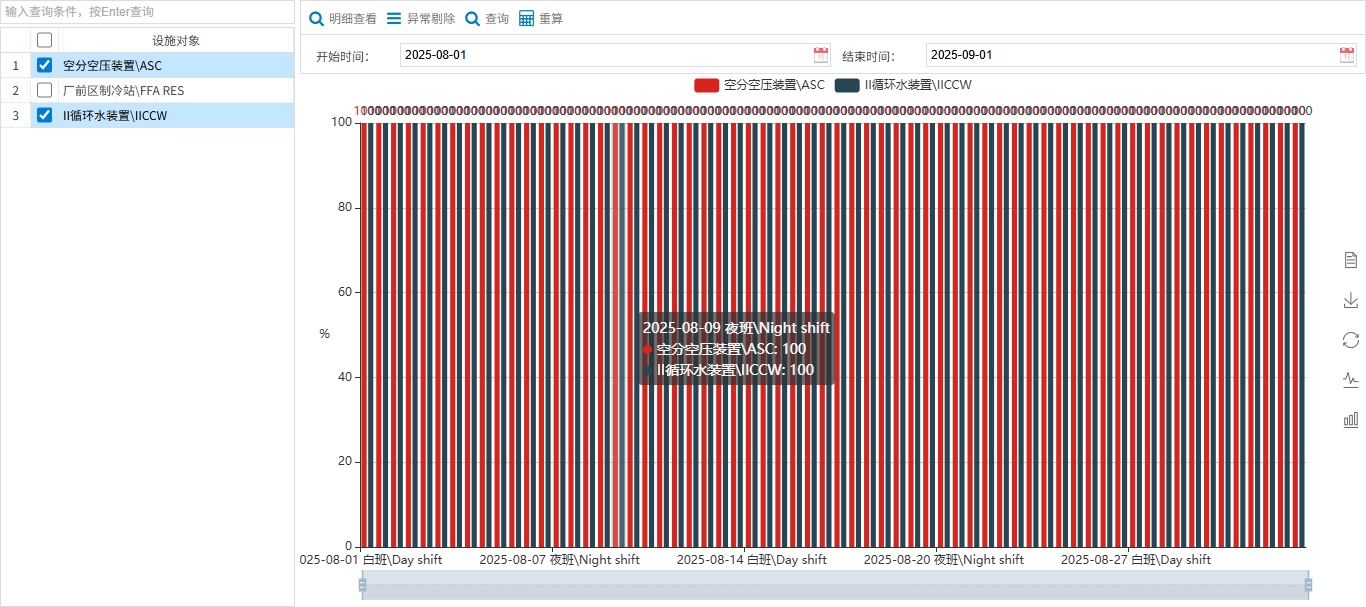 输入查询条件，按Enter查询
设施对象
1 空分空压装置\ASC
2 厂前区制冷站\FFA RES
3 II循环水装置\IICCW
明细查看 异常剔除 查询 重算
开始时间： 2025-08-01 结束时间： 2025-09-01
空分空压装置\ASC II循环水装置\IICCW
100
80
60
%
40
20
0
2025-08-09 夜班\Night shift
空分空压装置\ASC: 100
II循环水装置\IICCW: 100
025-08-01 白班\Day shift 2025-08-07 夜班\Night shift 2025-08-14 白班\Day shift 2025-08-20 夜班\Night shift 2025-08-27 白班\Day shift